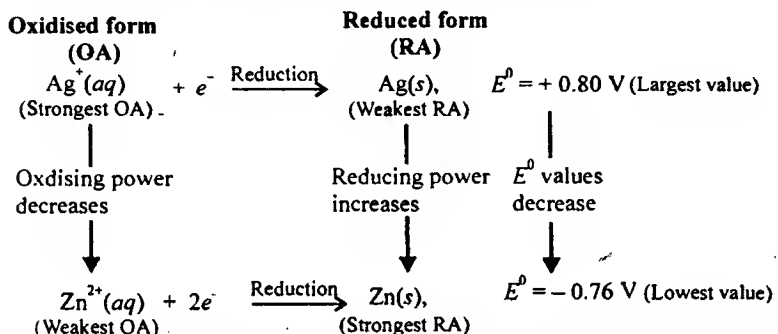 Oxidised form Reduced form
(OA) (RA)
Ag⁺(aq) + e⁻ Reduction Ag(s), E⁰ = + 0.80 V (Largest value)
(Strongest OA) (Weakest RA)
Oxdising power Reducing power E⁰ values
decreases increases decrease
Zn²⁺(aq) + 2e⁻ Reduction Zn(s), E⁰ = – 0.76 V (Lowest value)
(Weakest OA) (Strongest RA)